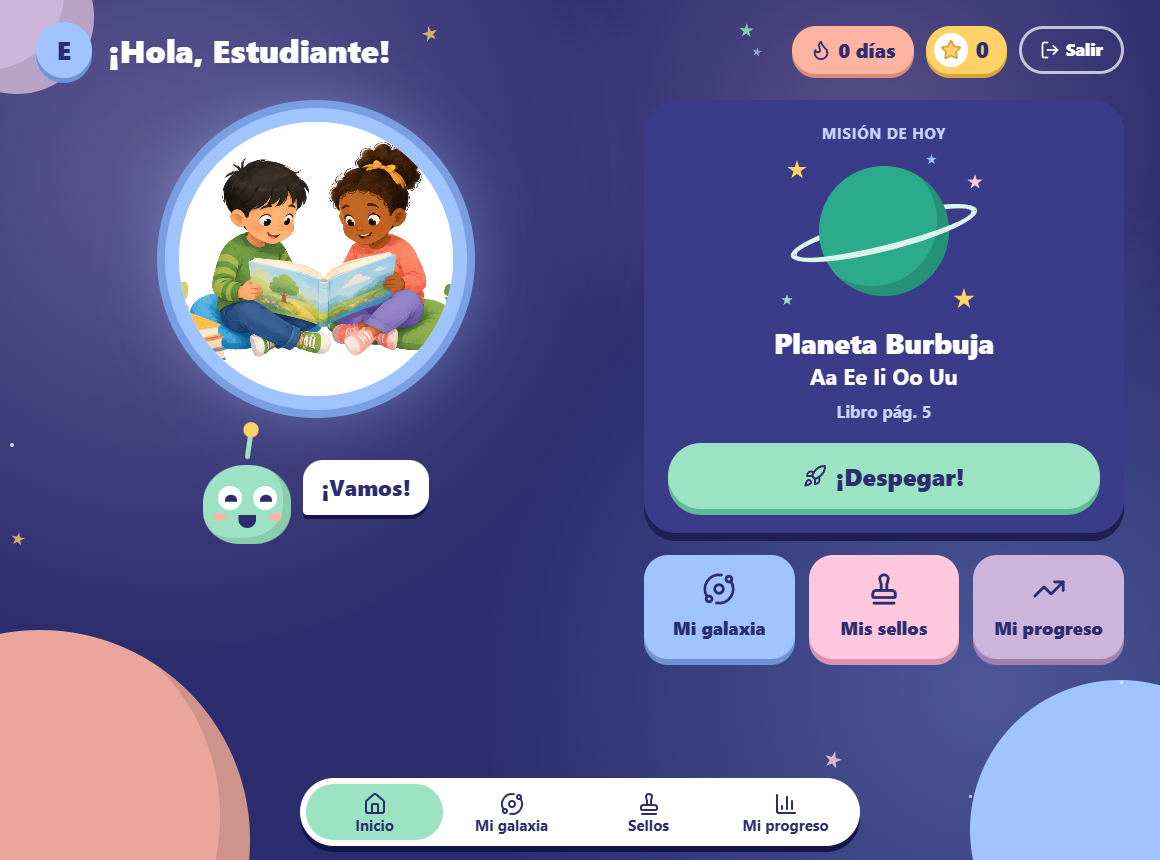 E
¡Hola, Estudiante!
0 días
0
Salir
¡Vamos!
MISIÓN DE HOY
Planeta Burbuja
Aa Ee Ii Oo Uu
Libro pág. 5
¡Despegar!
Mi galaxia
Mis sellos
Mi progreso
Inicio
Mi galaxia
Sellos
Mi progreso